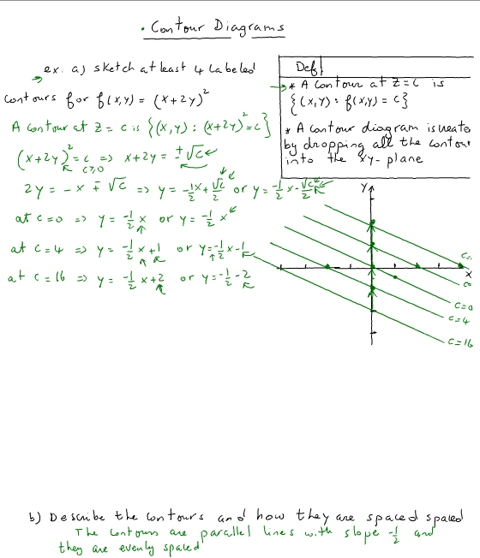 • Contour Diagrams
ex. a) sketch at least 4 labeled
contours for f(x,y) = (x+2y)²
A contour at z = c is {(x,y) : (x+2y)² = c}
(x+2y)² = c => x+2y = ±√c
c≥0
2y = -x ∓ √c => y = -1/2 x + √c/2 or y = -1/2 x - √c/2
at c=0 => y = -1/2 x or y = -1/2 x
at c=4 => y = -1/2 x + 1 or y = -1/2 x - 1
at c=16 => y = -1/2 x + 2 or y = -1/2 - 2
Def!
* A contour at z=c is
{(x,y) : f(x,y) = c}
* A contour diagram is
by dropping all the contour
into the xy-plane
y
x
c=0
c=4
c=16
b) Describe the contours and how they are spaced spaced
The contours are parallel lines with slope -1/2 and
they are evenly spaced